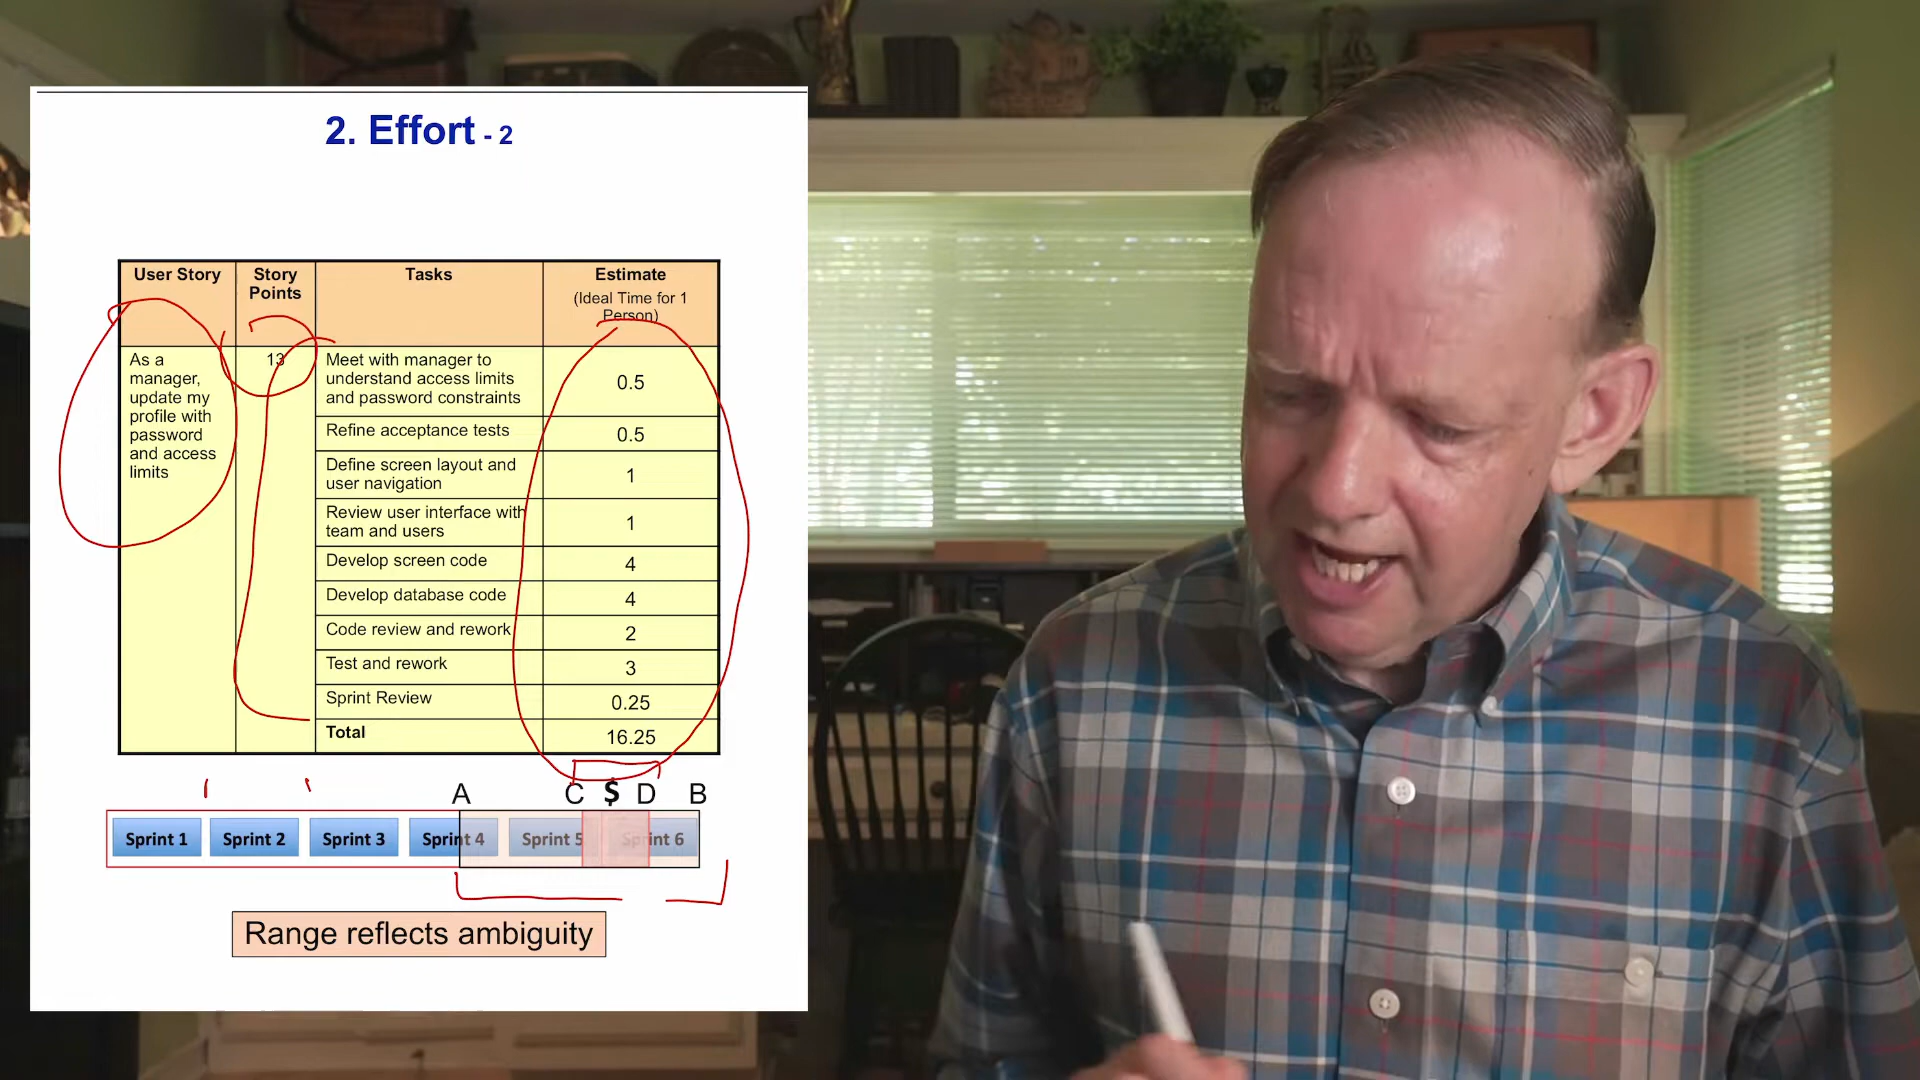 2. Effort - 2
User Story
Story
Points
Tasks
Estimate
(Ideal Time for 1
Person)
As a
manager,
update my
profile with
password
and access
limits
13
Meet with manager to
understand access limits
and password constraints
0.5
Refine acceptance tests
0.5
Define screen layout and
user navigation
1
Review user interface with
team and users
1
Develop screen code
4
Develop database code
4
Code review and rework
2
Test and rework
3
Sprint Review
0.25
Total
16.25
A C $ D B
Sprint 1 Sprint 2 Sprint 3 Sprint 4 Sprint 5 Sprint 6
Range reflects ambiguity